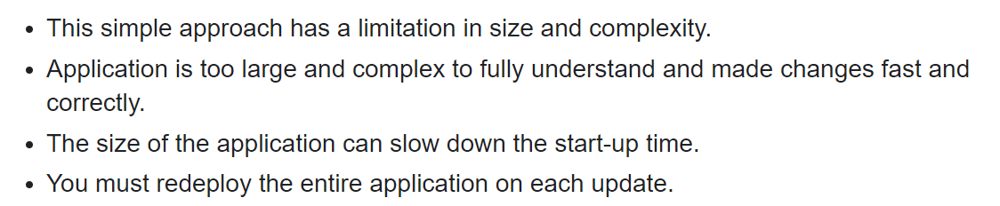 • This simple approach has a limitation in size and complexity.
• Application is too large and complex to fully understand and made changes fast and
correctly.
• The size of the application can slow down the start-up time.
• You must redeploy the entire application on each update.